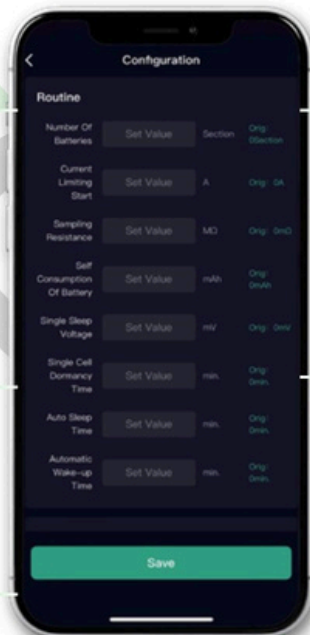 Configuration
Routine
Number Of
Batteries
Set Value
Section
Orig:
0Section
Current
Limiting
Start
Set Value
A
Orig: 0A
Sampling
Resistance
Set Value
MΩ
Orig: 0mΩ
Self
Consumption
Of Battery
Set Value
mAh
Orig:
0mAh
Single Sleep
Voltage
Set Value
mV
Orig: 0mV
Single Cell
Dormancy
Time
Set Value
min.
Orig:
0min.
Auto Sleep
Time
Set Value
min.
Orig:
0min.
Automatic
Wake-up
Time
Set Value
min.
Orig:
0min.
Save